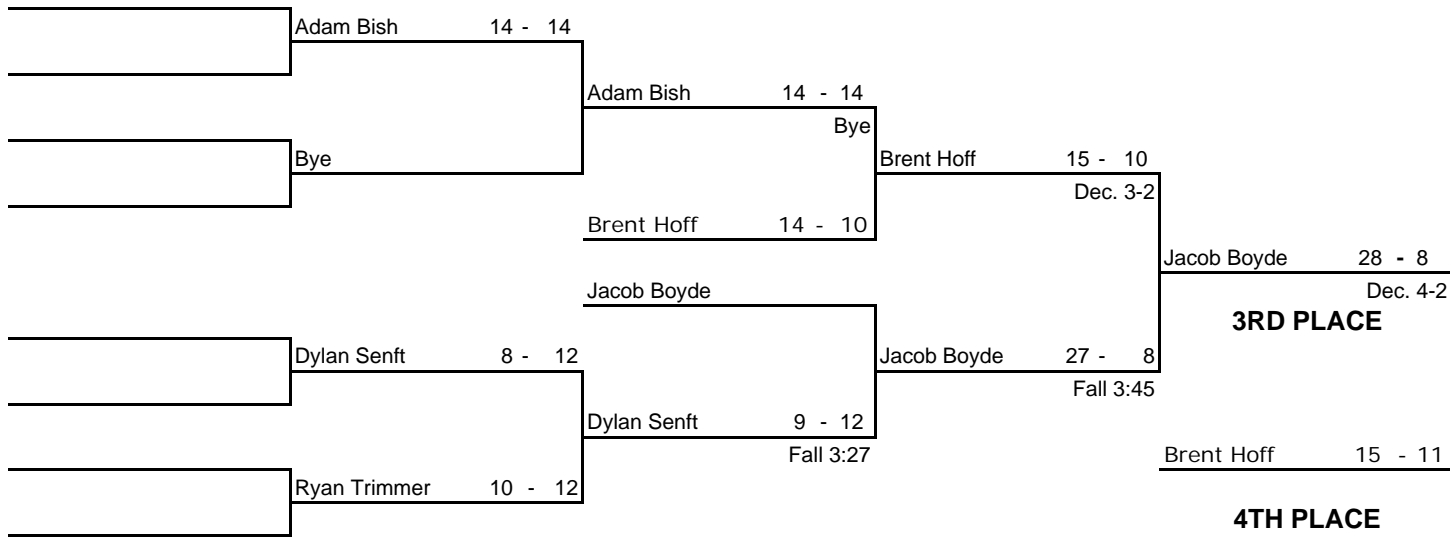 Adam Bish 14 - 14
Adam Bish 14 - 14
Bye
Bye
Brent Hoff 15 - 10
Dec. 3-2
Brent Hoff 14 - 10
Jacob Boyde 28 - 8
Dec. 4-2
3RD PLACE
Jacob Boyde
Dylan Senft 8 - 12
Jacob Boyde 27 - 8
Fall 3:45
Dylan Senft 9 - 12
Fall 3:27
Brent Hoff 15 - 11
Ryan Trimmer 10 - 12
4TH PLACE